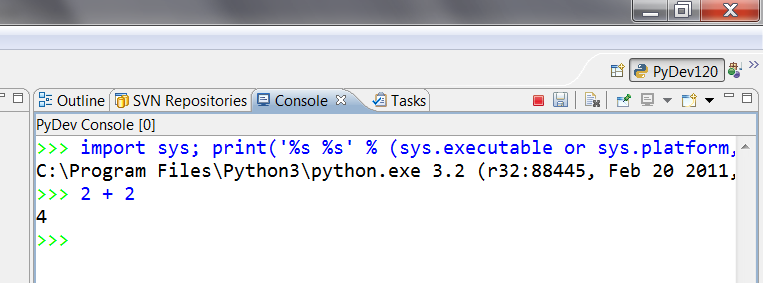 PyDev120
Outline SVN Repositories Console Tasks
PyDev Console [0]
>>> import sys; print('%s %s' % (sys.executable or sys.platform,
C:\Program Files\Python3\python.exe 3.2 (r32:88445, Feb 20 2011,
>>> 2 + 2
4
>>>